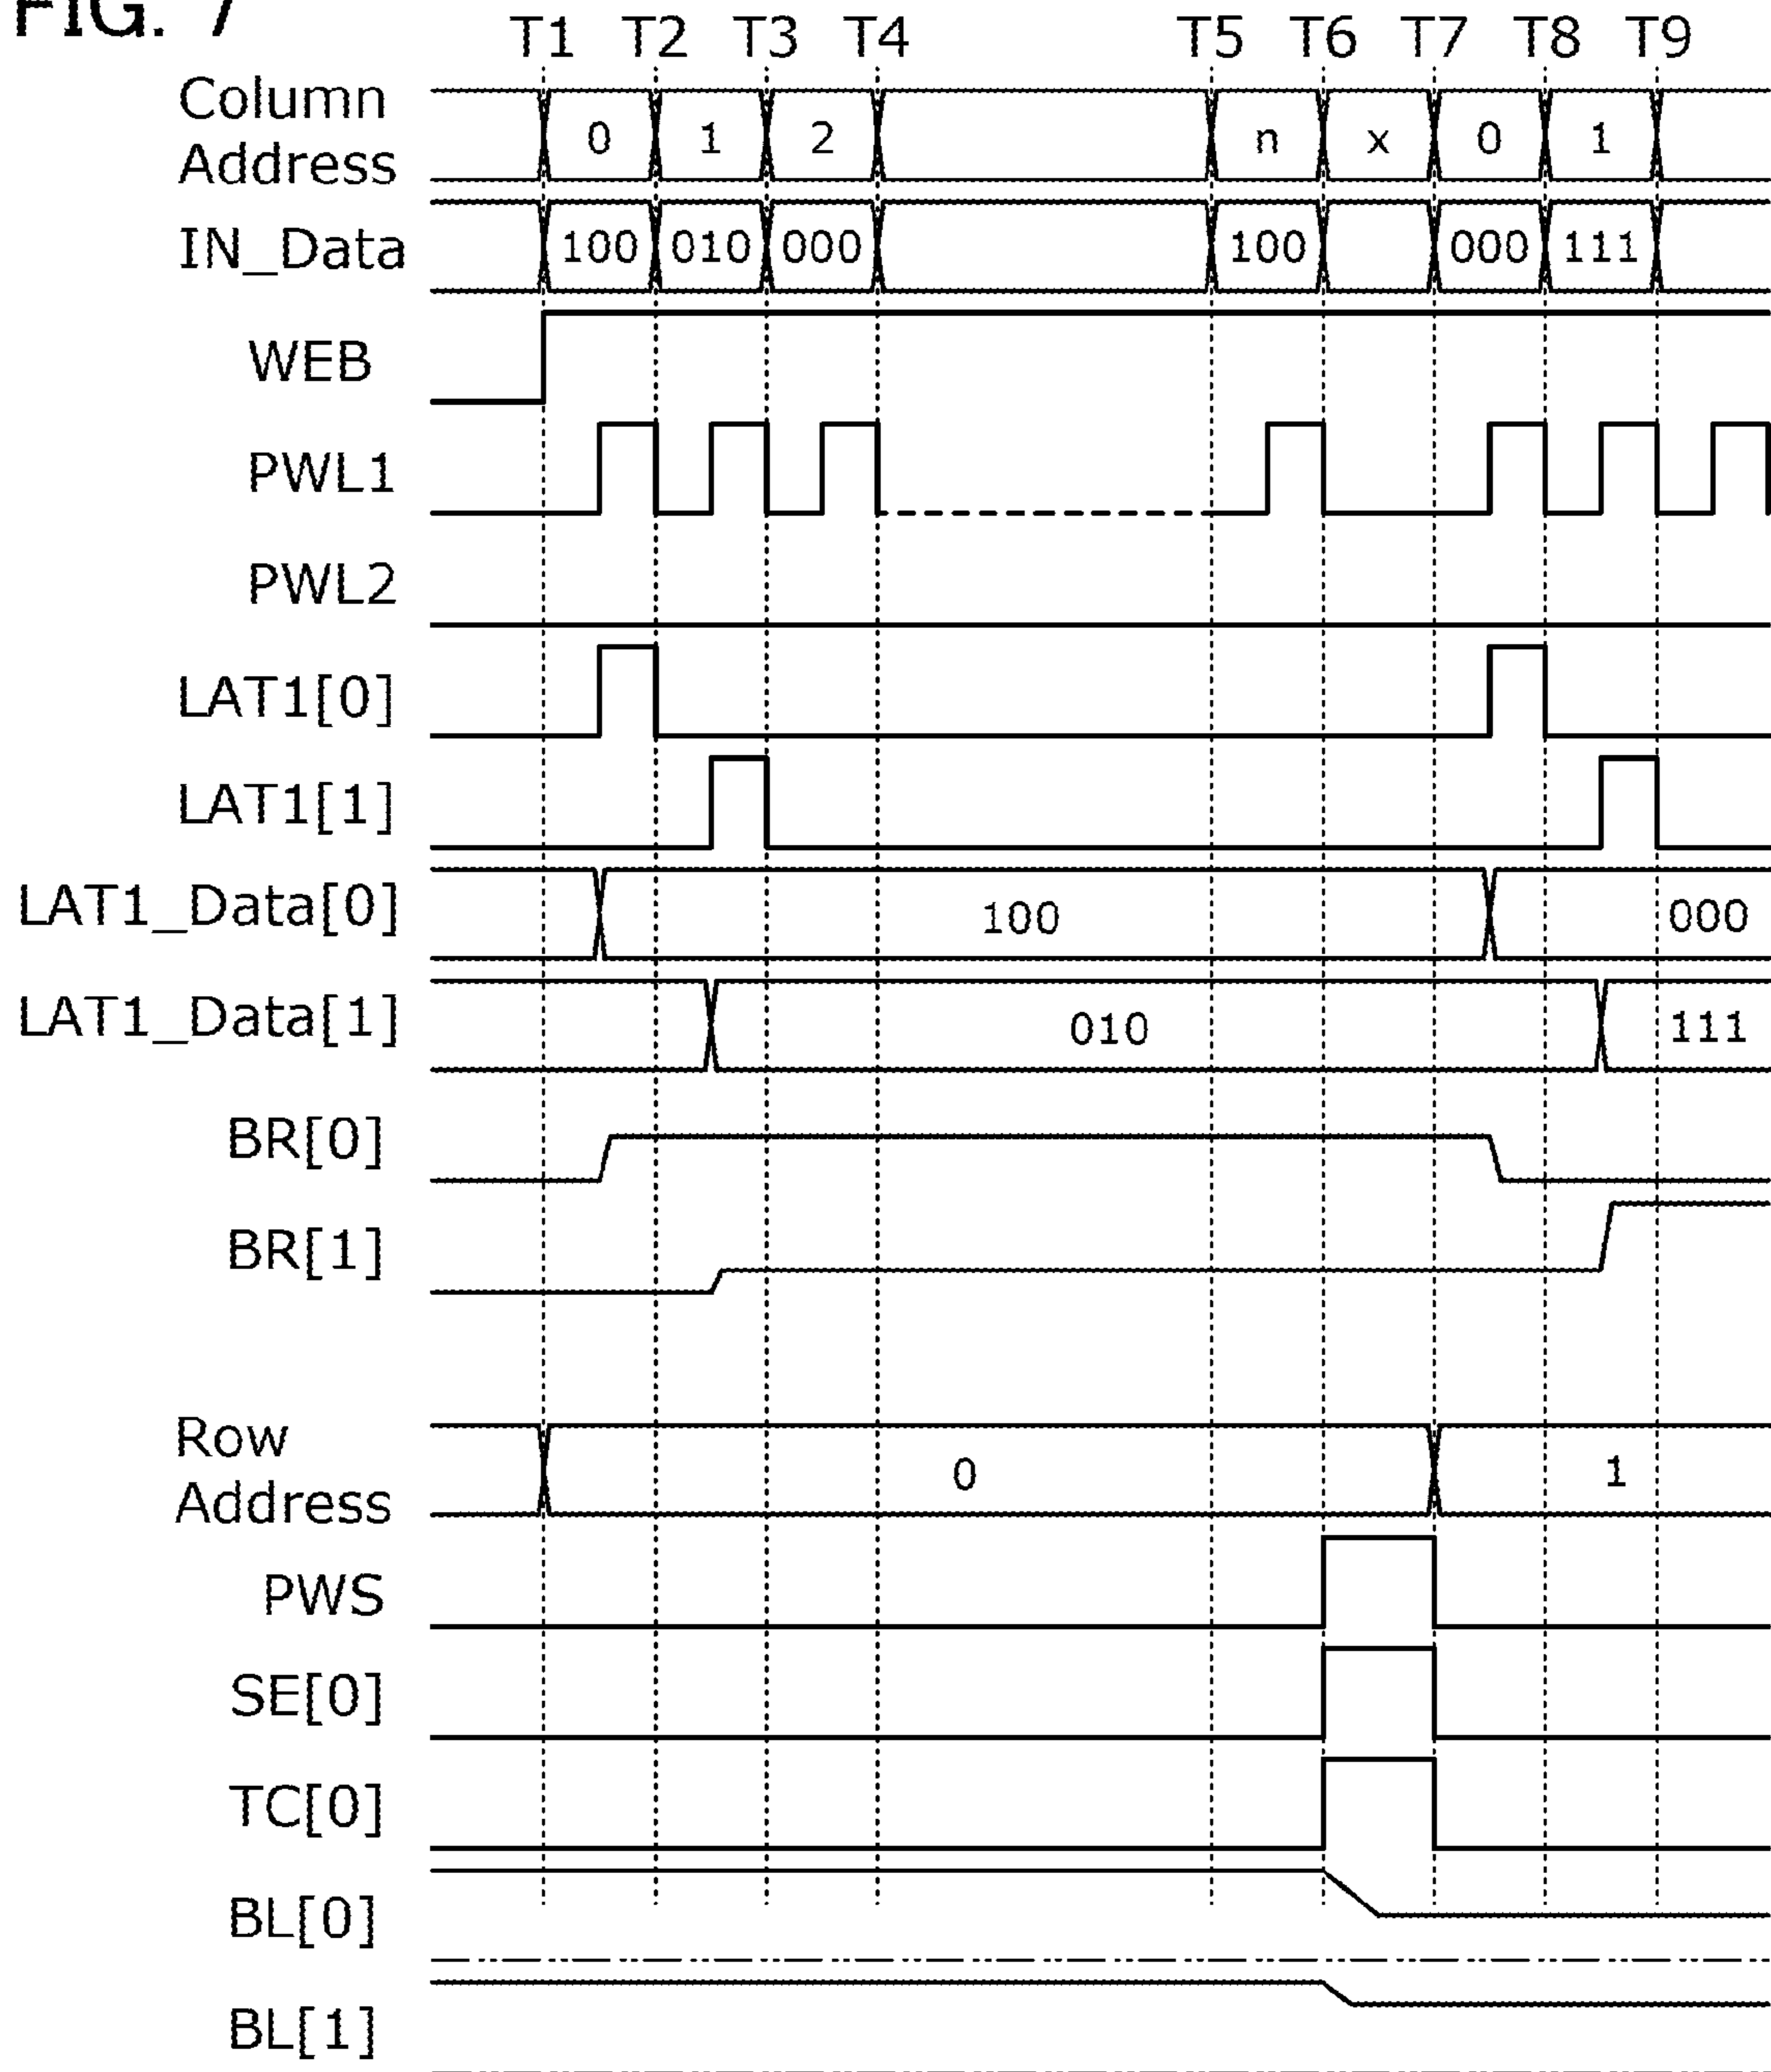 FIG. 7
T1 T2 T3 T4 T5 T6 T7 T8 T9
Column
Address
0 1 2 n x 0 1
IN_Data 100 010 000 100 000 111
WEB
PWL1
PWL2
LAT1[0]
LAT1[1]
LAT1_Data[0] 100 000
LAT1_Data[1] 010 111
BR[0]
BR[1]
Row
Address
0 1
PWS
SE[0]
TC[0]
BL[0]
BL[1]